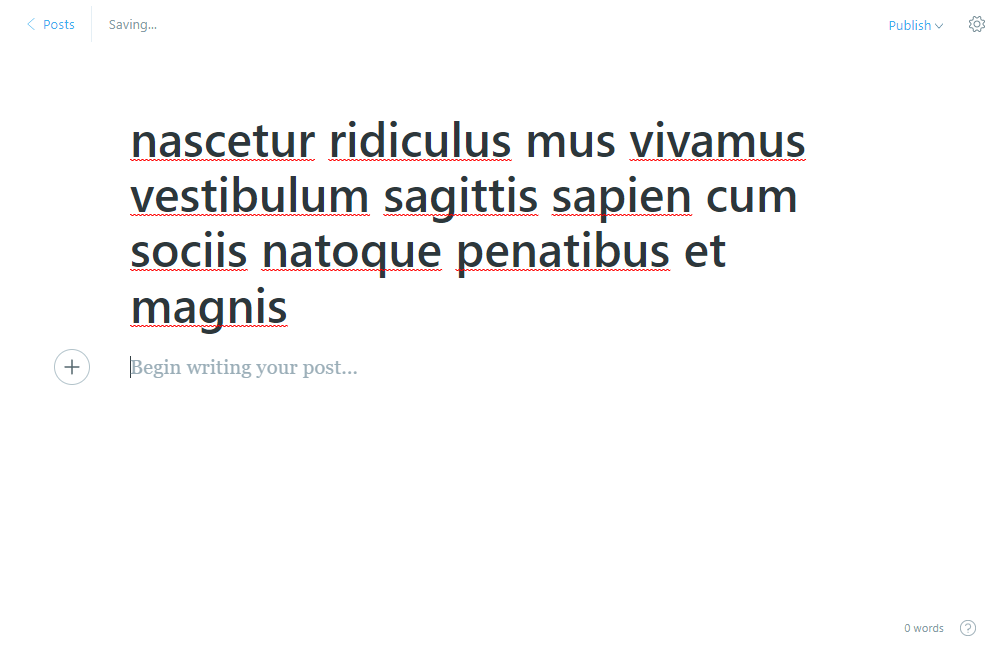 Posts
Saving...
Publish
nascetur ridiculus mus vivamus
vestibulum sagittis sapien cum
sociis natoque penatibus et
magnis
Begin writing your post...
0 words
?